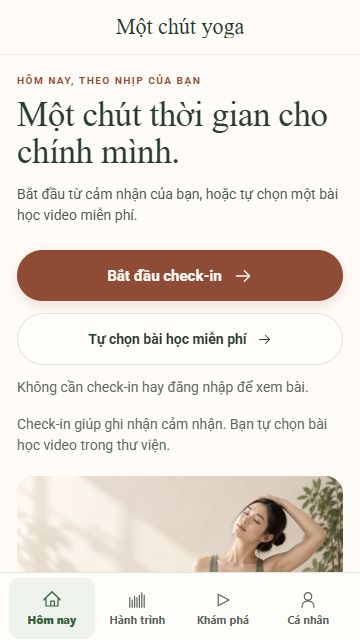 Một chút yoga
HÔM NAY, THEO NHỊP CỦA BẠN
Một chút thời gian cho
chính mình.
Bắt đầu từ cảm nhận của bạn, hoặc tự chọn một bài
học video miễn phí.
Bắt đầu check-in →
Tự chọn bài học miễn phí →
Không cần check-in hay đăng nhập để xem bài.
Check-in giúp ghi nhận cảm nhận. Bạn tự chọn bài
học video trong thư viện.
Hôm nay Hành trình Khám phá Cá nhân